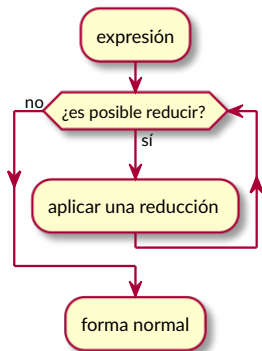 expresión
no
¿es posible reducir?
sí
aplicar una reducción
forma normal